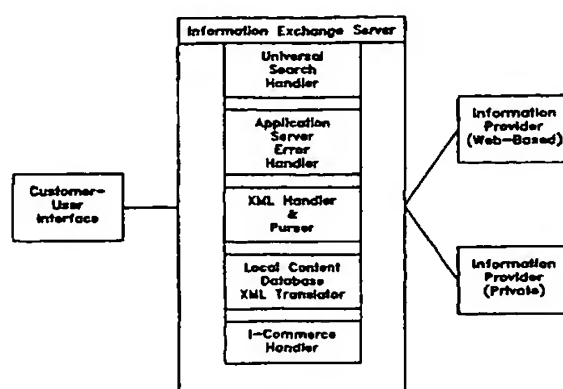 Information Exchange Server
Universal
Search
Handler
Application
Server
Error
Handler
XML Handler
&
Purser
Local Content
Database
XML Translator
I-Commerce
Handler
Customer-
User
Interface
Information
Provider
(Web-Based)
Information
Provider
(Private)